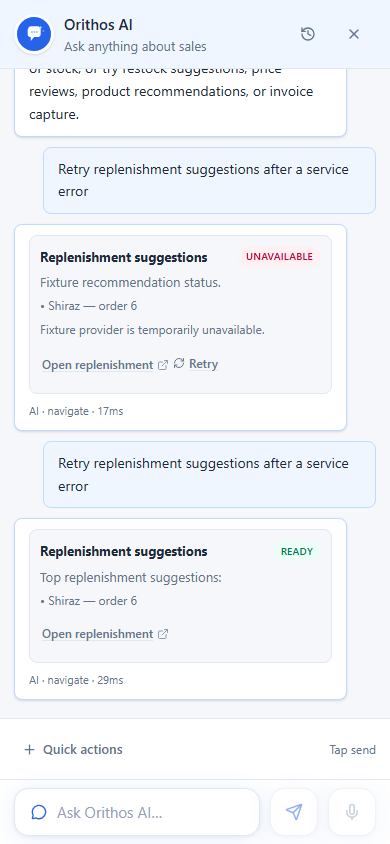 Orithos AI
Ask anything about sales
of stock, or try restock suggestions, price
reviews, product recommendations, or invoice
capture.
Retry replenishment suggestions after a service
error
Replenishment suggestions UNAVAILABLE
Fixture recommendation status.
• Shiraz — order 6
Fixture provider is temporarily unavailable.
Open replenishment Retry
AI · navigate · 17ms
Retry replenishment suggestions after a service
error
Replenishment suggestions READY
Top replenishment suggestions:
• Shiraz — order 6
Open replenishment
AI · navigate · 29ms
Quick actions Tap send
Ask Orithos AI...